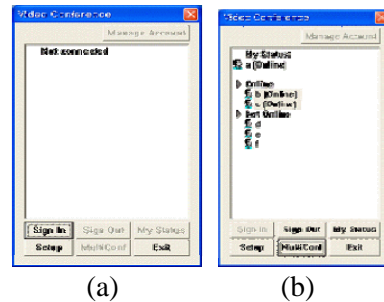 Video Conference
Manage Account
Not connected
Sign In Sign Out My Status
Setup MultiConf Exit
(a)
Video Conference
Manage Account
My Status
a (Online)
Online
b (Online)
c (Online)
Not Online
d
e
f
Sign In Sign Out My Status
Setup MultiConf Exit
(b)